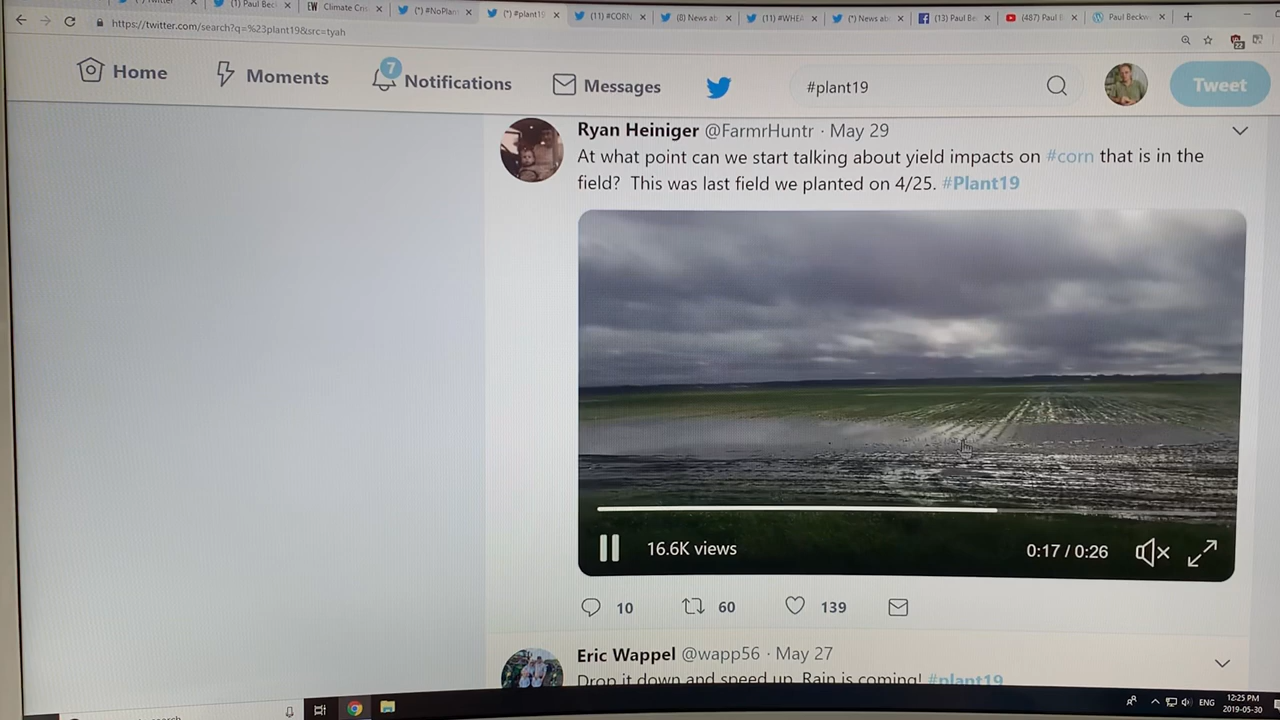 Twitter
(1) Paul Bec
Climate Cris
(*) #NoPlan
(*) #plant19
(11) #CORN
(8) News ab
(11) #WHEA
(*) News ab
(13) Paul Be
(487) Paul
Paul Beckw
https://twitter.com/search?q=%23plant19&src=tyah
22
Home
Moments
7
Notifications
Messages
#plant19
Tweet
Ryan Heiniger @FarmrHuntr · May 29
At what point can we start talking about yield impacts on #corn that is in the
field? This was last field we planted on 4/25. #Plant19
16.6K views
0:17 / 0:26
10
60
139
Eric Wappel @wapp56 · May 27
Drop it down and speed up. Rain is coming! #plant19
ENG
12:25 PM
2019-05-30